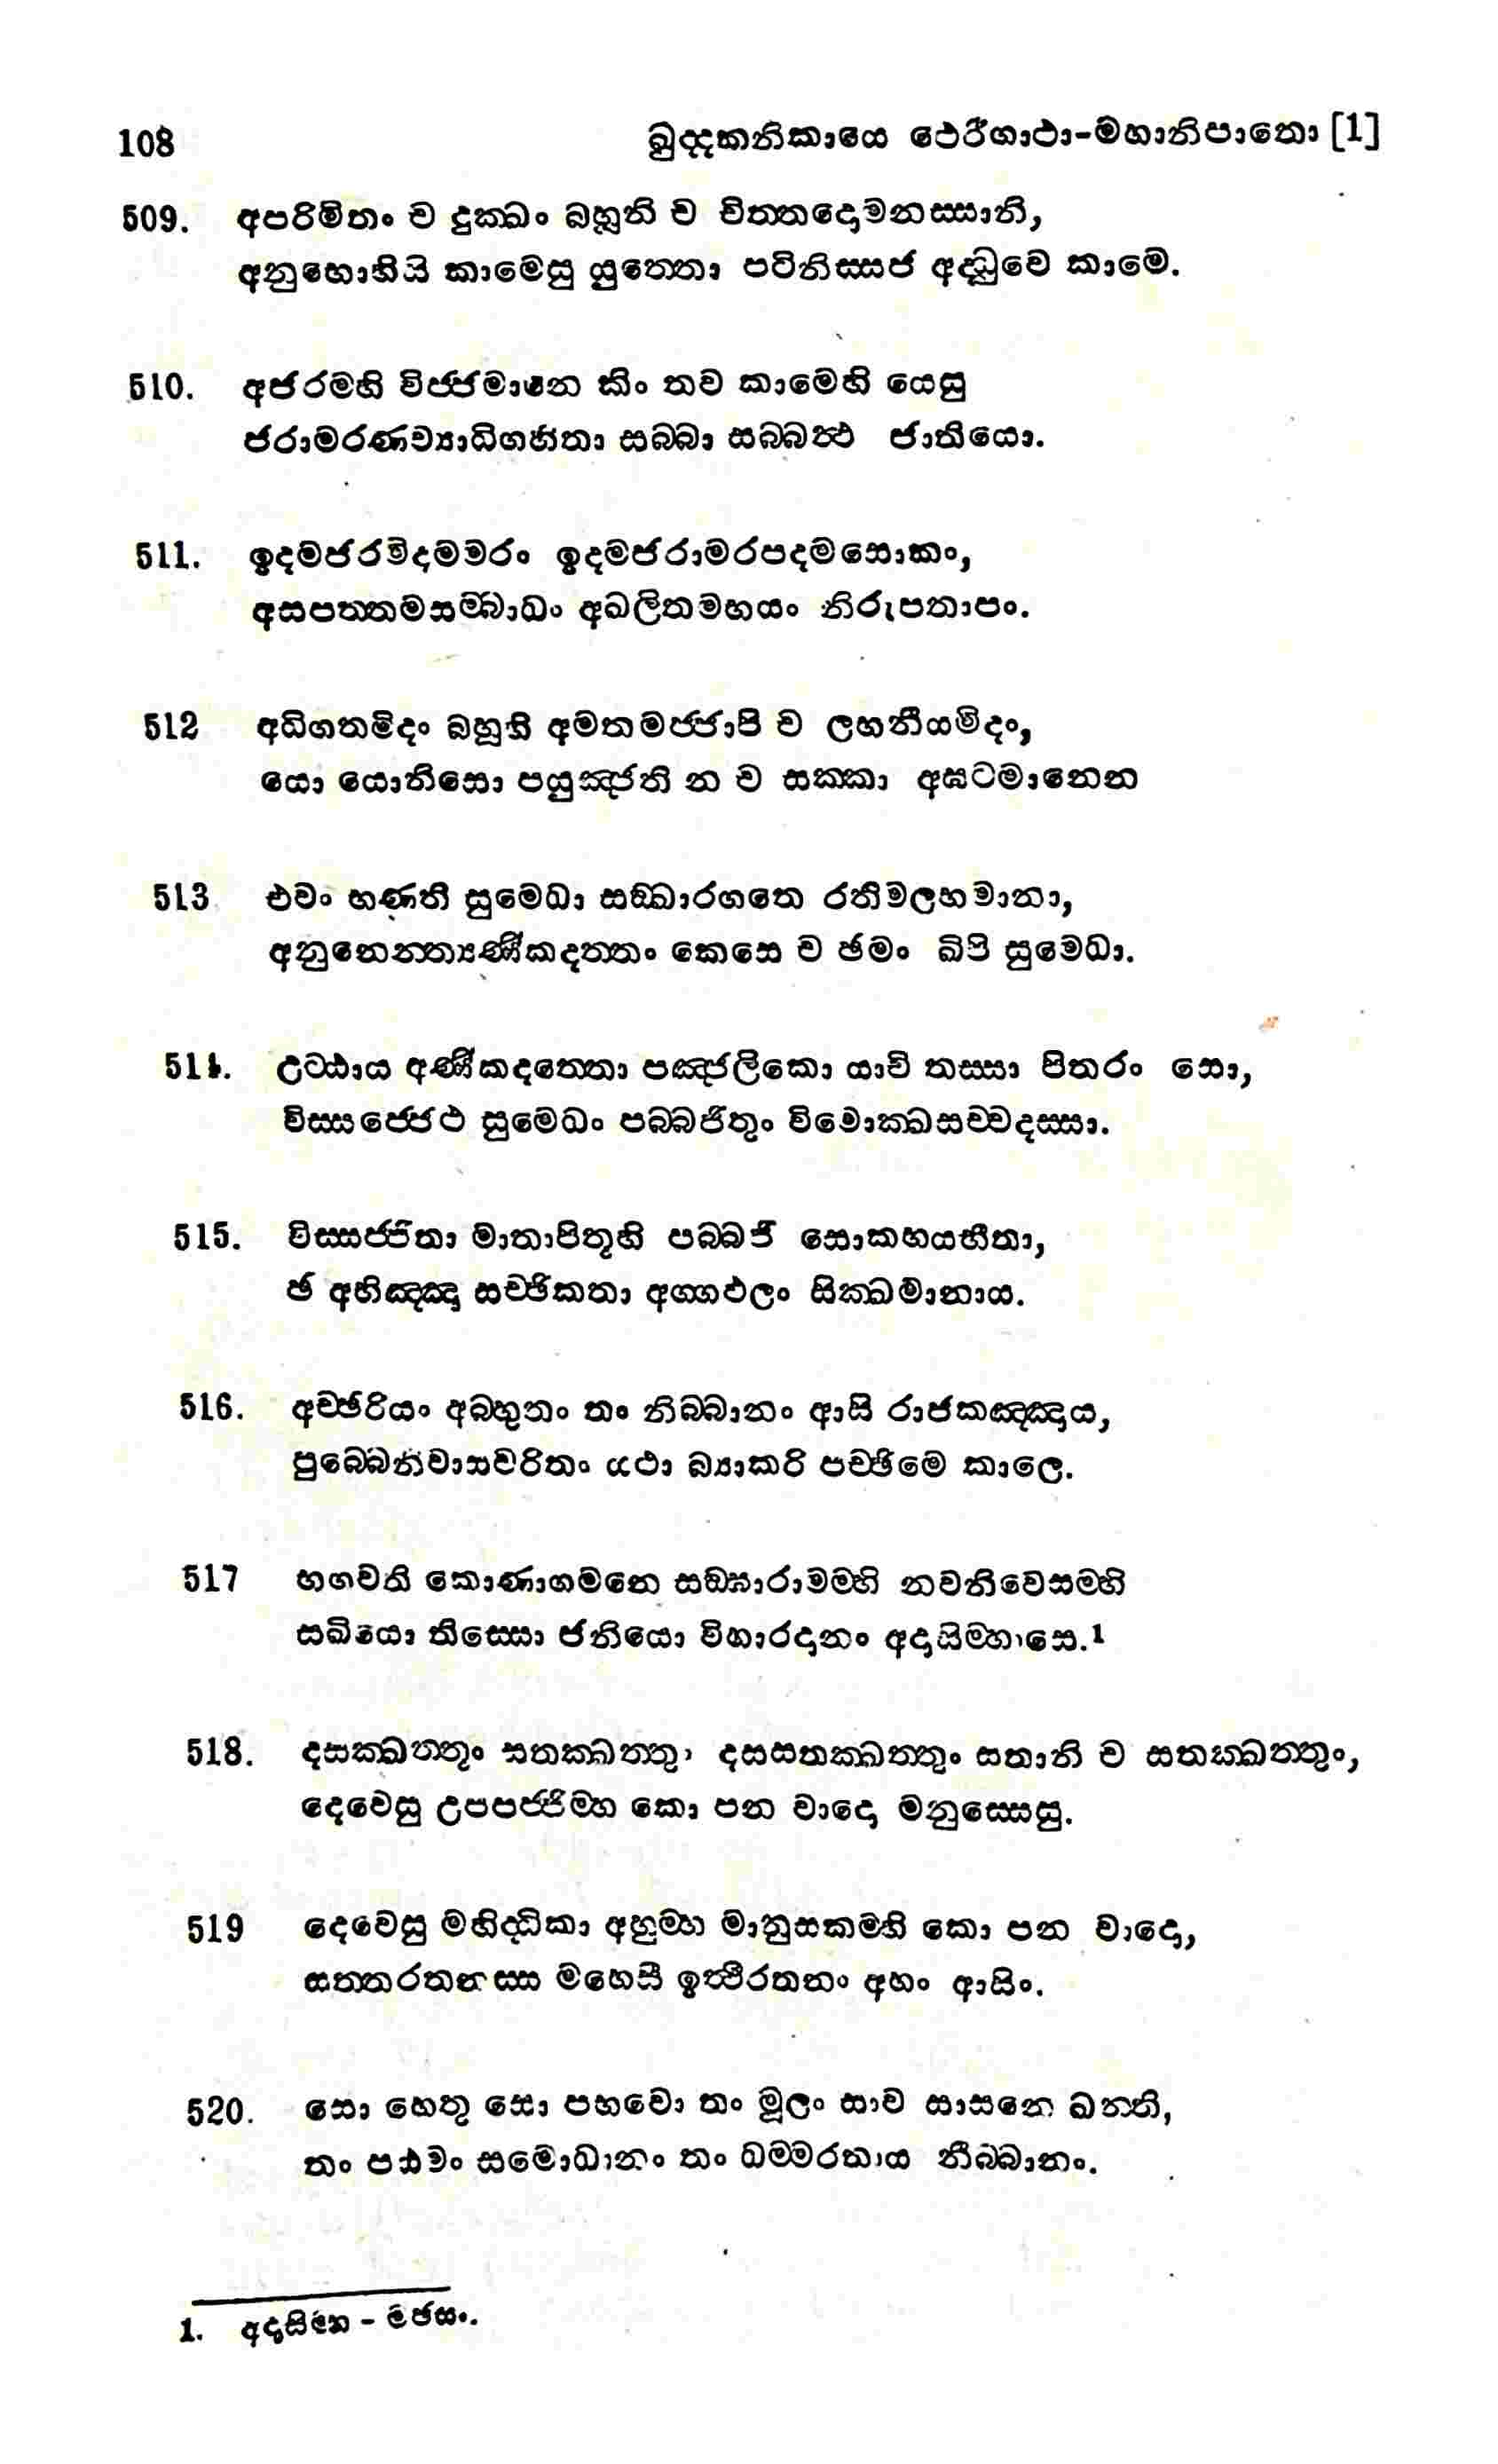 108 ඛුද්දකනිකායෙ ථෙරීගාථා-මහානිපාතො [1]
509. අපරිමිතං ච දුක්ඛං බහූනි ච චිත්තදොමනස්සානි,
අනුභොහිසි කාමෙසු යුත්තො පටිනිස්සජ අද්ධුවෙ කාමෙ.
510. අජරම්හි විජ්ජමානෙ කිං තව කාමෙහි යෙසු
ජරාමරණව්‍යාධිගහිතා සබ්බා සබ්බත්ථ ජාතියො.
511. ඉදමජරමිදමමරං ඉදමජරාමරපදමසොකං,
අසපත්තමසම්බාධං අඛලිතමභයං නිරුපතාපං.
512 අධිගතමිදං බහූහි අමතමජ්ජාපි ච ලභනීයමිදං,
යො යොනිසො පයුඤ්ජති න ච සක්කා අඝටමානෙන
513 එවං භණති සුමෙධා සඞ්ඛාරගතෙ රතිමලභමානා,
අනුනෙන්ත්‍යණීකදත්තං කෙසෙ ච ඡමං ඛිපි සුමෙධා.
514. උට්ඨාය අණීකදත්තො පඤ්ජලිකො යාචි තස්සා පිතරං සො,
විස්සජ්ජෙථ සුමෙධං පබ්බජිතුං විමොක්ඛසච්චදස්සා.
515. විස්සජ්ජිතා මාතාපිතූහි පබ්බජි සොකභයභීතා,
ඡ අභිඤ්ඤා සච්ඡිකතා අග්ගඵලං සික්ඛමානාය.
516. අච්ඡරියං අබ්භුතං තං නිබ්බානං ආසි රාජකඤ්ඤාය,
පුබ්බෙනිවාසචරිතං යථා බ්‍යාකරි පච්ඡිමෙ කාලෙ.
517 භගවති කොණාගමනෙ සඞ්ඝාරාමම්හි නවනිවෙසම්හි
සඛියො තිස්සො ජනියො විහාරදානං අදාසිම්හාසෙ.1
518. දසක්ඛත්තුං සතක්ඛත්තුං දසසතක්ඛත්තුං සතානි ච සතක්ඛත්තුං,
දෙවෙසු උපපජ්ජිම්හ කො පන වාදො මනුස්සෙසු.
519 දෙවෙසු මහිද්ධිකා අහුම්හ මානුසකම්හි කො පන වාදො,
සත්තරතනස්ස මහෙසී ඉත්ථිරතනං අහං ආසිං.
520. සො හෙතු සො පභවො තං මූලං සාව සාසනෙ ඛන්ති,
තං පඨමං සමොධානං තං ධම්මරතාය නිබ්බානං.
1. අදාසිම්හ - මජසං.